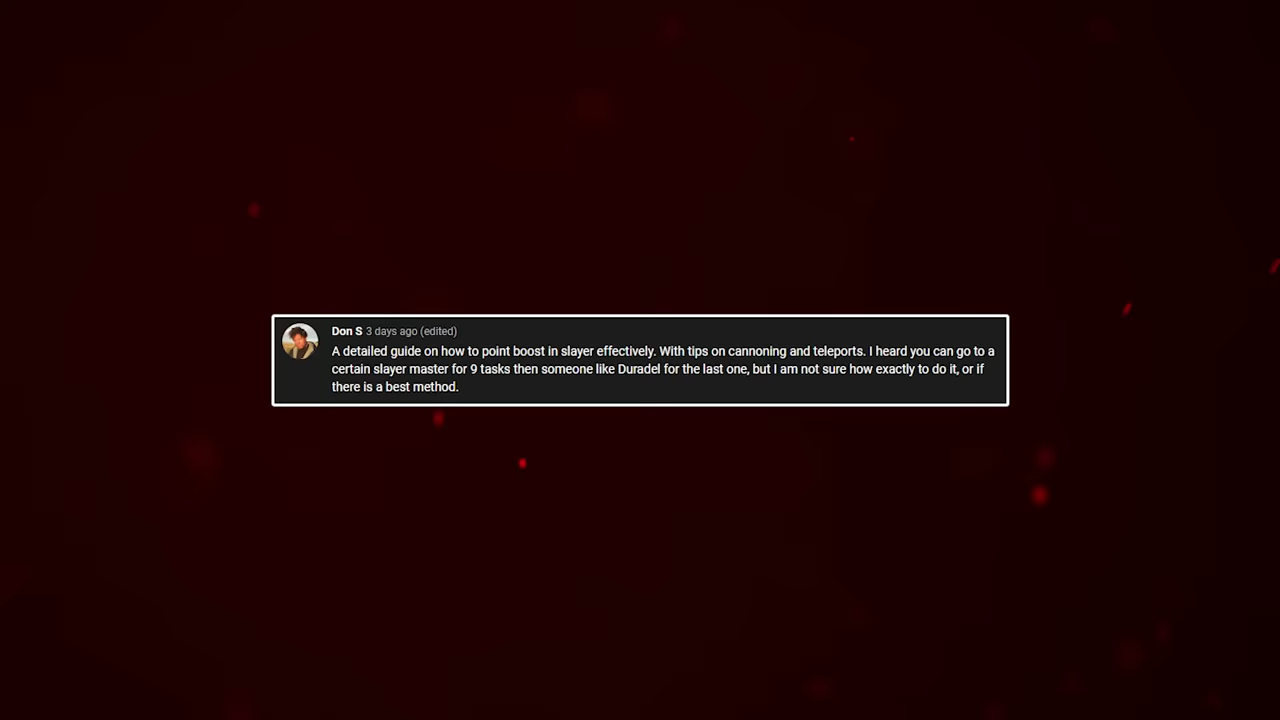 Don S 3 days ago (edited)
A detailed guide on how to point boost in slayer effectively. With tips on cannoning and teleports. I heard you can go to a
certain slayer master for 9 tasks then someone like Duradel for the last one, but I am not sure how exactly to do it, or if
there is a best method.